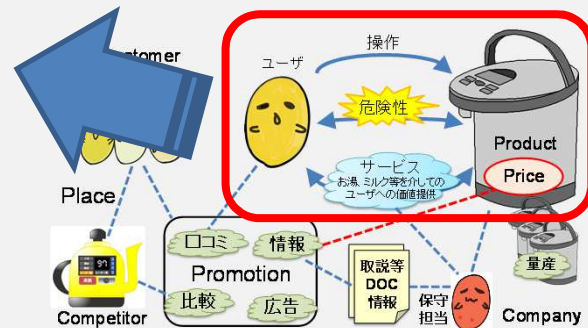 ustomer
ユーザ
操作
危険性
サービス
お湯、ミルク等を介しての
ユーザへの価値提供
Product
Price
Place
口コミ
情報
Promotion
比較
広告
取説等
DOC
情報
保守
担当
量産
Competitor
Company